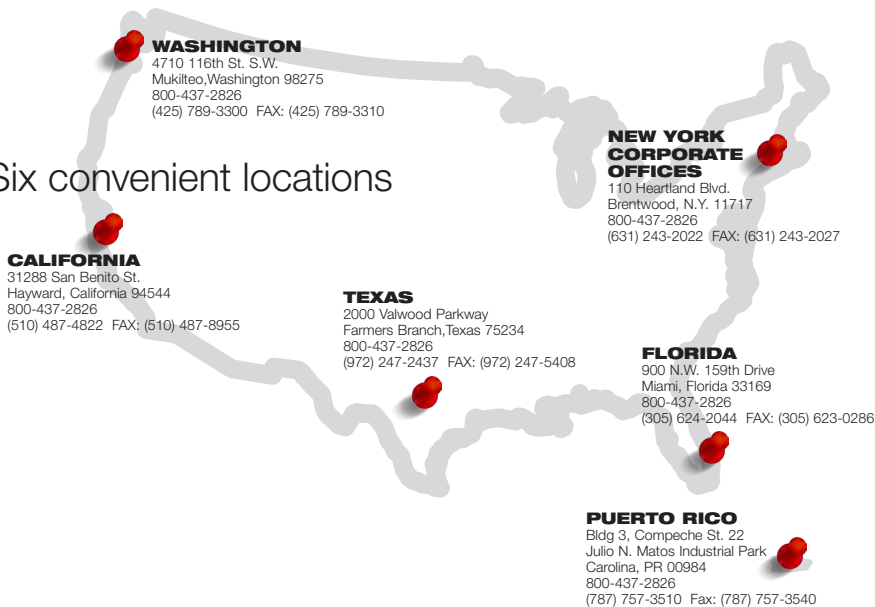 WASHINGTON
4710 116th St. S.W.
Mukilteo,Washington 98275
800-437-2826
(425) 789-3300 FAX: (425) 789-3310
Six convenient locations
NEW YORK
CORPORATE
OFFICES
110 Heartland Blvd.
Brentwood, N.Y. 11717
800-437-2826
(631) 243-2022 FAX: (631) 243-2027
CALIFORNIA
31288 San Benito St.
Hayward, California 94544
800-437-2826
(510) 487-4822 FAX: (510) 487-8955
TEXAS
2000 Valwood Parkway
Farmers Branch,Texas 75234
800-437-2826
(972) 247-2437 FAX: (972) 247-5408
FLORIDA
900 N.W. 159th Drive
Miami, Florida 33169
800-437-2826
(305) 624-2044 FAX: (305) 623-0286
PUERTO RICO
Bldg 3, Compeche St. 22
Julio N. Matos Industrial Park
Carolina, PR 00984
800-437-2826
(787) 757-3510 Fax: (787) 757-3540